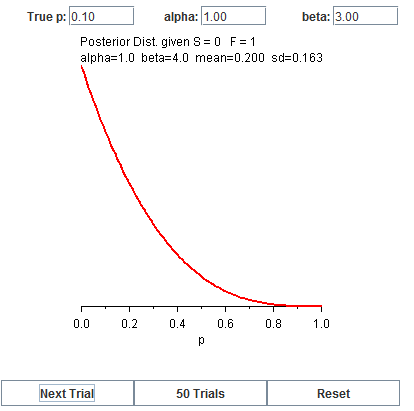 True p: 0.10 alpha: 1.00 beta: 3.00
Posterior Dist. given S = 0 F = 1
alpha=1.0 beta=4.0 mean=0.200 sd=0.163
0.0 0.2 0.4 0.6 0.8 1.0
p
Next Trial 50 Trials Reset